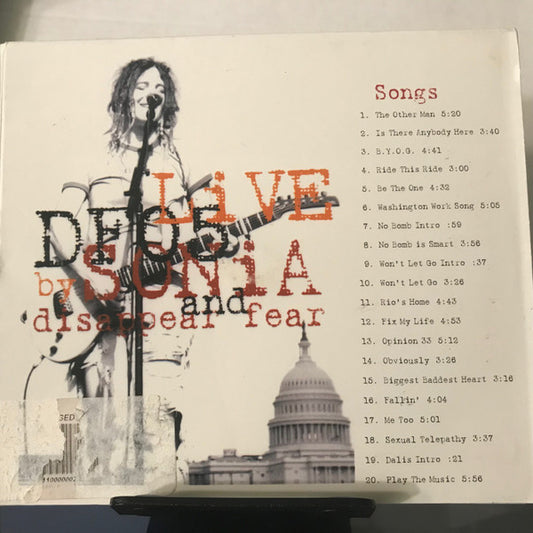 LiVE
DF05
by SONiA
and
disappear fear
Songs
1. The Other Man 5:20
2. Is There Anybody Here 3:40
3. B.Y.O.G. 4:41
4. Ride This Ride 3:00
5. Be The One 4:32
6. Washington Work Song 5:05
7. No Bomb Intro :59
8. No Bomb is Smart 3:56
9. Won't Let Go Intro :37
10. Won't Let Go 3:26
11. Rio's Home 4:43
12. Fix My Life 4:53
13. Opinion 33 5:12
14. Obviously 3:26
15. Biggest Baddest Heart 3:16
16. Fallin' 4:04
17. Me Too 5:01
18. Sexual Telepathy 3:37
19. Dalis Intro :21
20. Play The Music 5:56